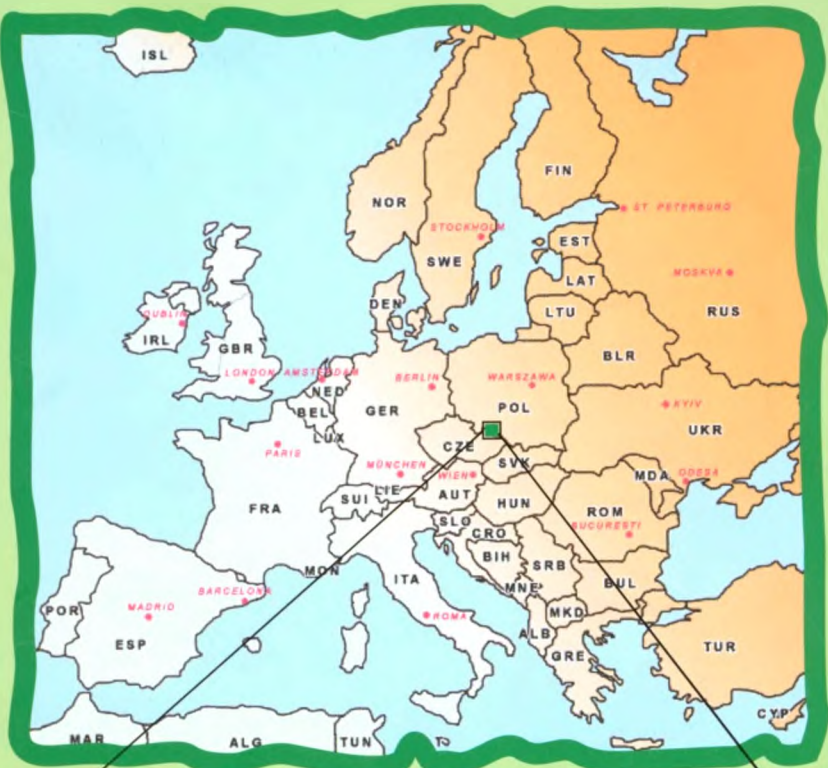 ISL
FIN
NOR
ST. PETERBURG
STOCKHOLM
EST
SWE
MOSKVA
LAT
DEN
LTU
RUS
DUBLIN
IRL
GBR
BLR
LONDON
AMSTERDAM
BERLIN
WARSZAWA
NED
GER
POL
KYIV
BEL
UKR
LUX
PARIS
CZE
MÜNCHEN
WIEN
SVK
MDA
ODESA
LIE
SUI
AUT
HUN
FRA
ROM
SLO
BUCURESTI
CRO
BIH
SRB
MON
ITA
MNE
BUL
BARCELONA
POR
MADRID
ROMA
MKD
ESP
ALB
GRE
TUR
CYP
MAR
ALG
TUN